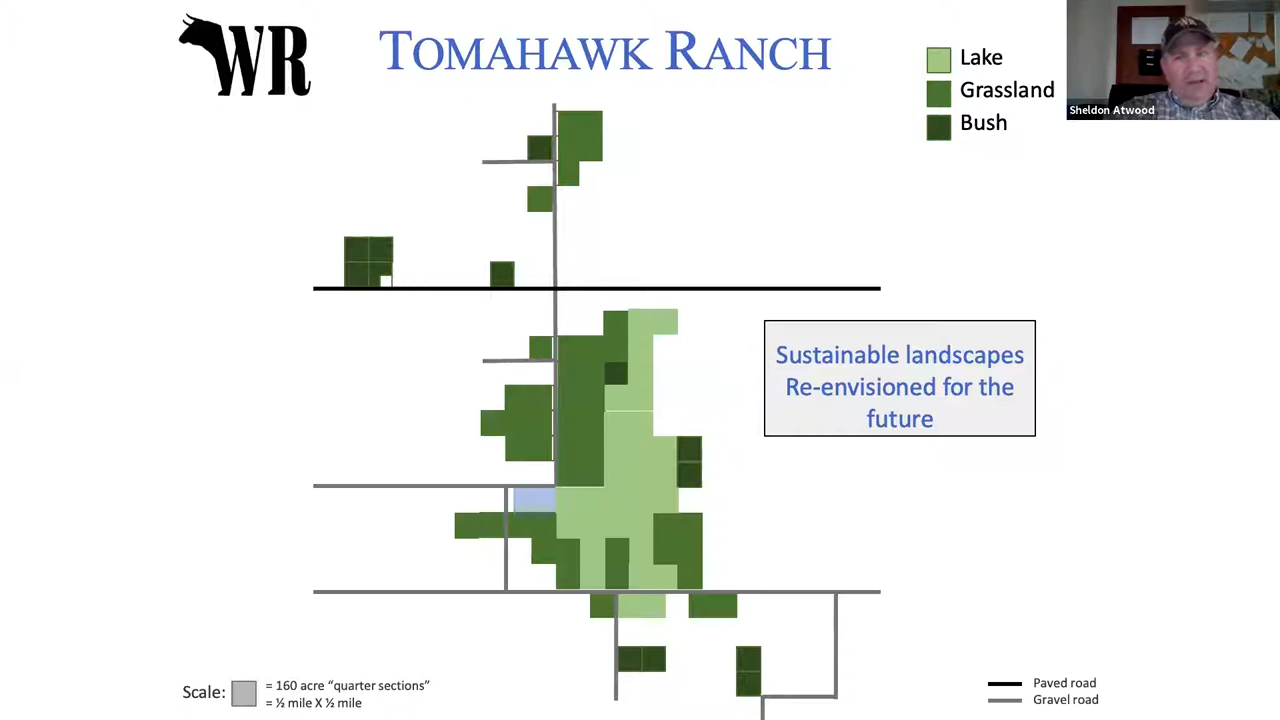 WR
TOMAHAWK RANCH
Lake
Grassland
Bush
Sheldon Atwood
Sustainable landscapes
Re-envisioned for the
future
Scale:
= 160 acre “quarter sections”
= ½ mile X ½ mile
Paved road
Gravel road